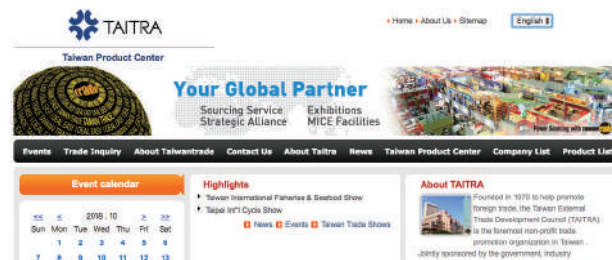 TAITRA
Home About Us Sitemap English
Taiwan Product Center
trade
Your Global Partner
Sourcing Service Exhibitions
Strategic Alliance MICE Facilities
Power Sourcing with
Events Trade Inquiry About Taiwantrade Contact Us About Taitra News Taiwan Product Center Company List Product List
Event calendar
<< < 2018 . 10 > >>
Sun Mon Tue Wed Thu Fri Sat
1 2 3 4 5 6
7 8 9 10 11 12 13
Highlights
Taiwan International Fisheries & Seafood Show
Taipei Int'l Cycle Show
News Events Taiwan Trade Shows
About TAITRA
Founded in 1970 to help promote
foreign trade, the Taiwan External
Trade Development Council (TAITRA)
is the foremost non-profit trade
promotion organization in Taiwan .
Jointly sponsored by the government, industry